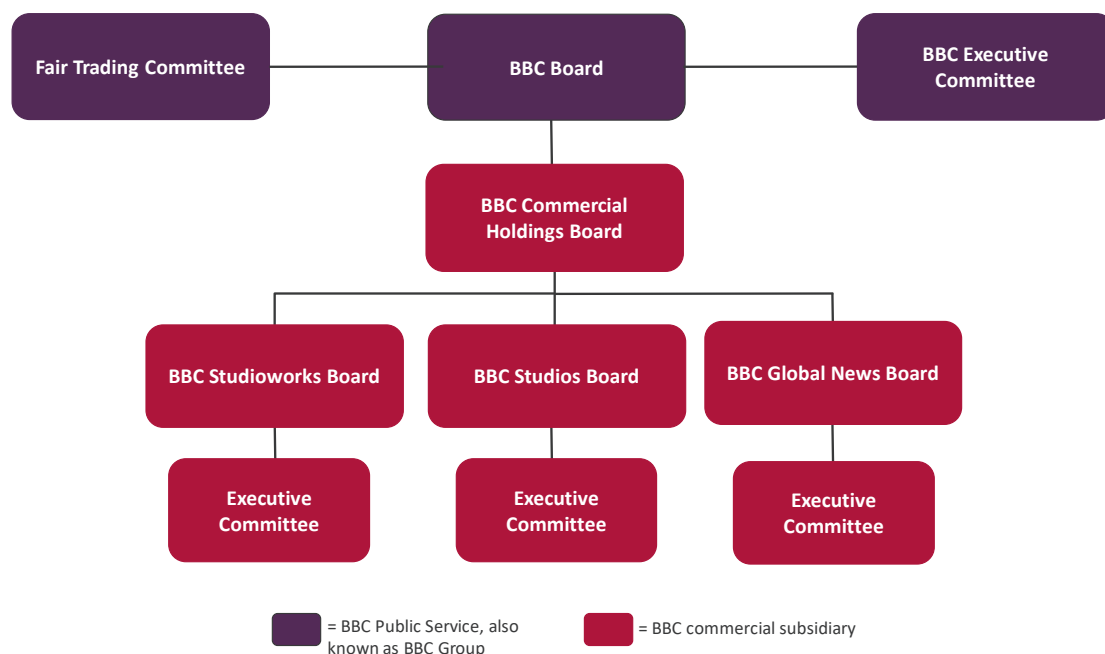 Fair Trading Committee
BBC Board
BBC Executive
Committee
BBC Commercial
Holdings Board
BBC Studioworks Board
BBC Studios Board
BBC Global News Board
Executive
Committee
Executive
Committee
Executive
Committee
= BBC Public Service, also
known as BBC Group
= BBC commercial subsidiary